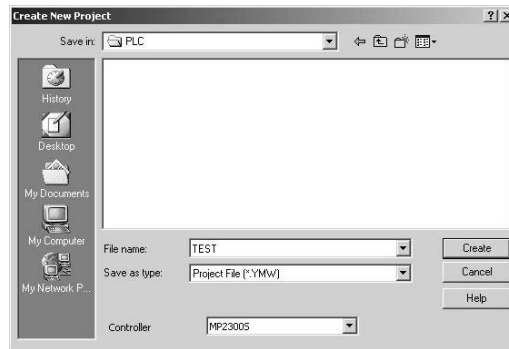 Create New Project
Save in:
PLC
History
Desktop
My Documents
My Computer
My Network P...
File name:
TEST
Create
Save as type:
Project File (*.YMW)
Cancel
Help
Controller
MP2300S